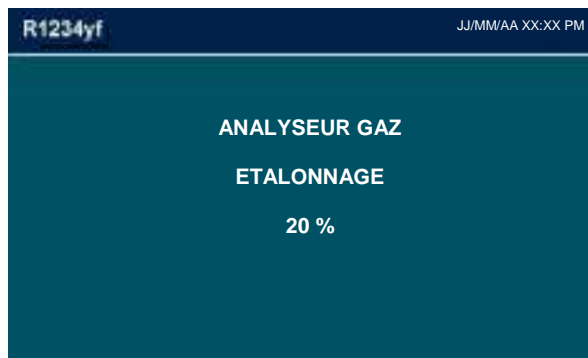 R1234yf
JJ/MM/AA XX:XX PM
ANALYSEUR GAZ
ETALONNAGE
20 %